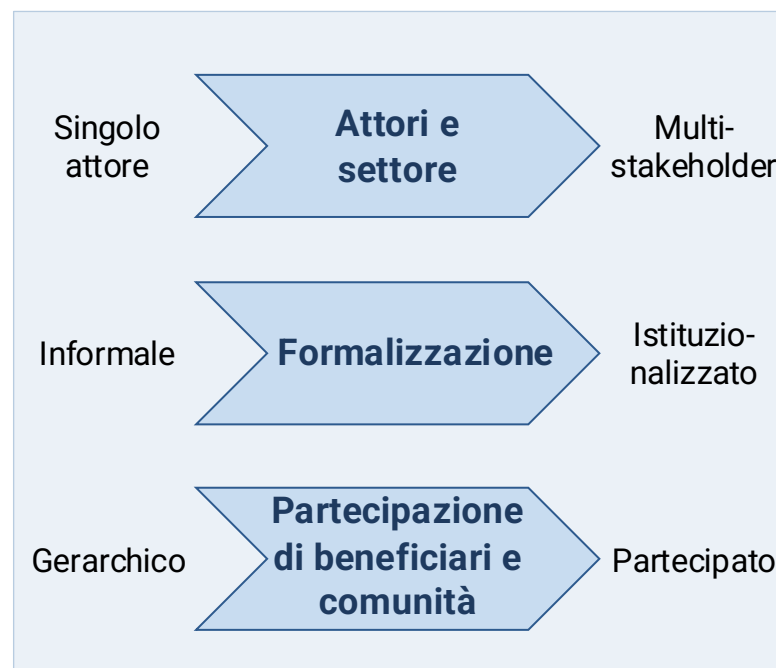 Singolo
attore
Attori e
settore
Multi-
stakeholder
Informale
Formalizzazione
Istituzio-
nalizzato
Gerarchico
Partecipazione
di beneficiari e
comunità
Partecipato